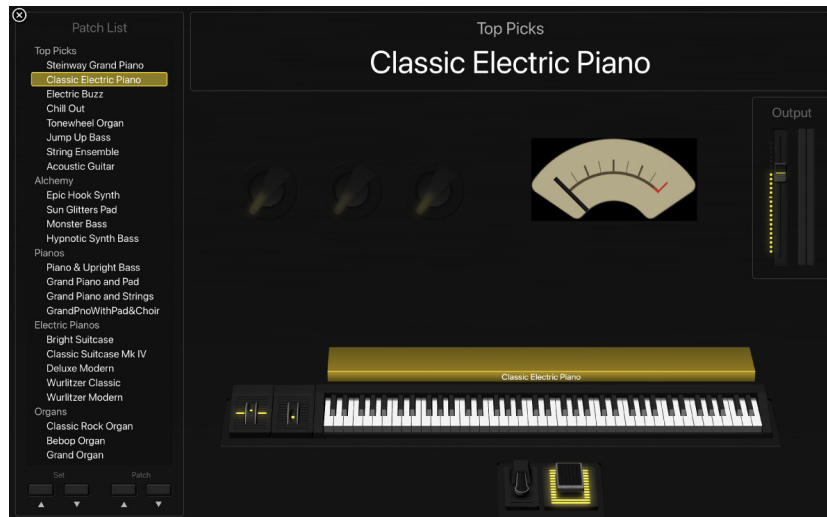 Patch List
Top Picks
Steinway Grand Piano
Classic Electric Piano
Electric Buzz
Chill Out
Tonewheel Organ
Jump Up Bass
String Ensemble
Acoustic Guitar
Alchemy
Epic Hook Synth
Sun Glitters Pad
Monster Bass
Hypnotic Synth Bass
Pianos
Piano & Upright Bass
Grand Piano and Pad
Grand Piano and Strings
GrandPnoWithPad&Choir
Electric Pianos
Bright Suitcase
Classic Suitcase Mk IV
Deluxe Modern
Wurlitzer Classic
Wurlitzer Modern
Organs
Classic Rock Organ
Bebop Organ
Grand Organ
Set
Patch
Top Picks
Classic Electric Piano
Output
Classic Electric Piano